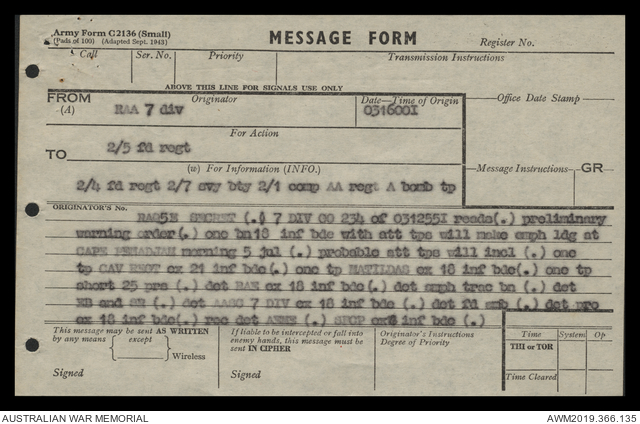 Army Form C2136 (Small)
(Pads of 100) (Adapted Sept. 1943)
MESSAGE FORM
Register No.
Call
Ser. No.
Priority
Transmission Instructions
ABOVE THIS LINE FOR SIGNALS USE ONLY
FROM
(A)
Originator
RAA 7 div
Date—Time of Origin
031600I
Office Date Stamp
For Action
TO
2/5 fd regt
(w) For Information (INFO.)
Message Instructions
GR
2/4 fd regt 2/7 svy bty 2/1 comp AA regt A bomb tp
ORIGINATOR'S No.
SECRET (.) 7 DIV GO 234 of 031255I reads(.) preliminary
warning order(.) one bn 18 inf bde with att tps will make amph ldg at
CAPE morning 5 jul (.) probable att tps will incl (.) one
tp CAV REGT ex 21 inf bde(.) one tp MATILDAS ex 18 inf bde(.) one tp
short 25 prs (.) det RAE ex 18 inf bde(.) det amph trac bn (.) det
and (.) det AASC 7 DIV ex 18 inf bde(.) det fd amb (.) det pro
ex 18 inf bde(.) rec det (.) ex inf bde (.)
This message may be sent AS WRITTEN
by any means
except
Wireless
Signed
If liable to be intercepted or fall into
enemy hands, this message must be
sent IN CIPHER
Signed
Originator's Instructions
Degree of Priority
Time
System
Op
THI or TOR
Time Cleared
AUSTRALIAN WAR MEMORIAL
AWM2019.366.135